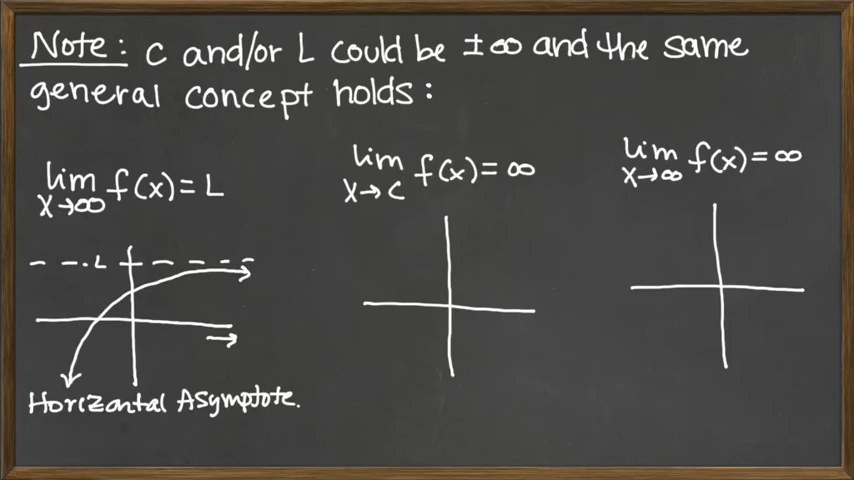 Note: C and/or L could be ±∞ and the same
general concept holds:
lim x→∞ f(x) = L
lim x→c f(x) = ∞
lim x→∞ f(x) = ∞
L
Horizontal Asymptote.